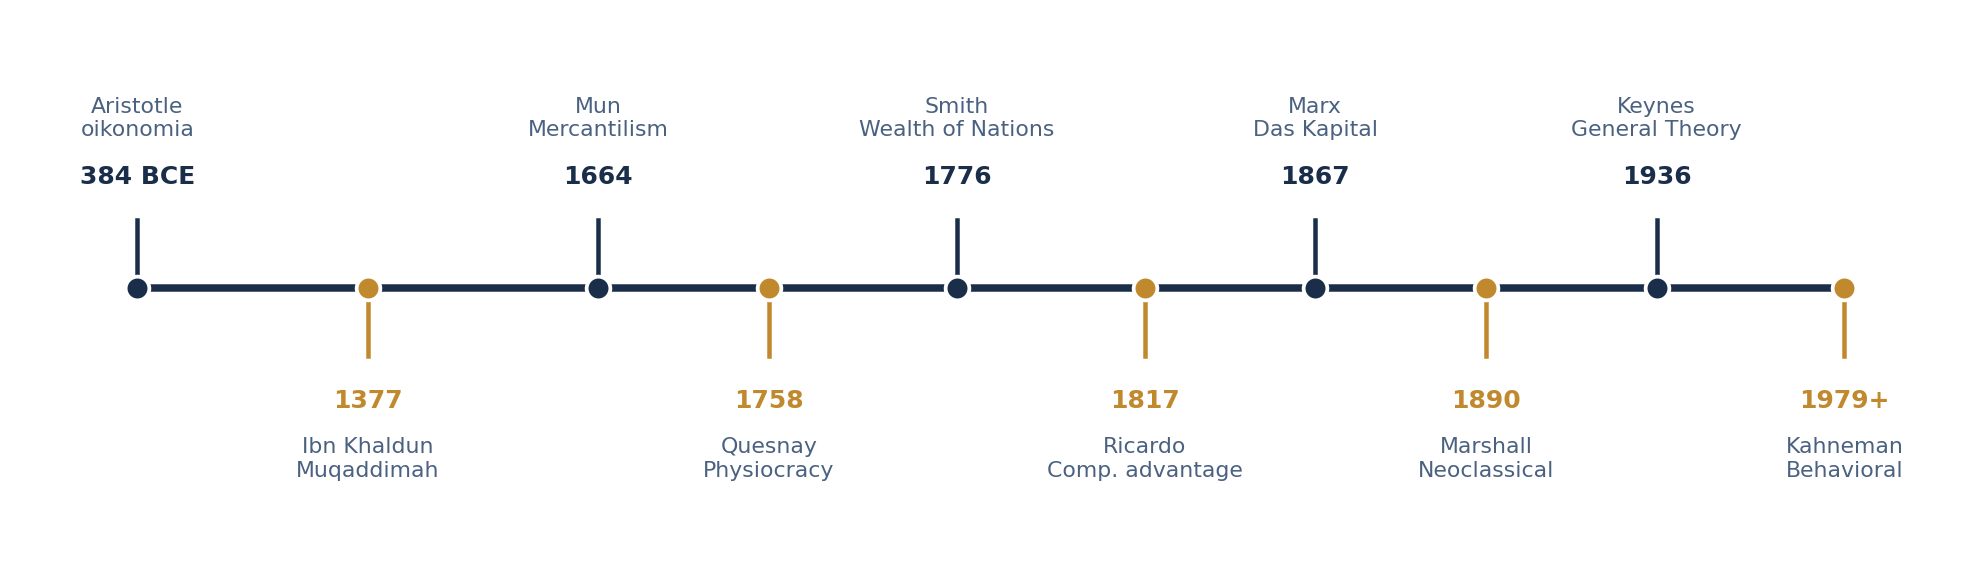 Aristotle
oikonomia
384 BCE
Mun
Mercantilism
1664
Smith
Wealth of Nations
1776
Marx
Das Kapital
1867
Keynes
General Theory
1936
1377
Ibn Khaldun
Muqaddimah
1758
Quesnay
Physiocracy
1817
Ricardo
Comp. advantage
1890
Marshall
Neoclassical
1979+
Kahneman
Behavioral